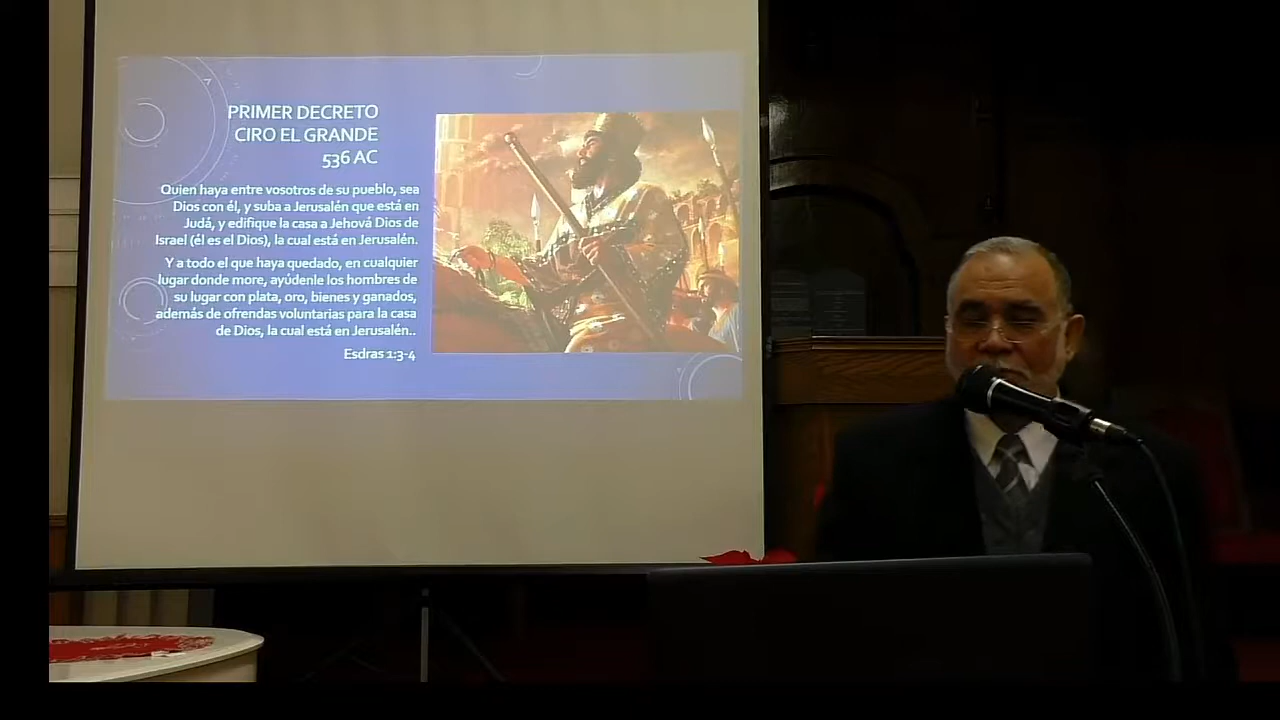 PRIMER DECRETO
CIRO EL GRANDE
536 AC
Quien haya entre vosotros de su pueblo, sea
Dios con él, y suba a Jerusalén que está en
Judá, y edifique la casa a Jehová Dios de
Israel (él es el Dios), la cual está en Jerusalén.
Y a todo el que haya quedado, en cualquier
lugar donde more, ayúdenle los hombres de
su lugar con plata, oro, bienes y ganados,
además de ofrendas voluntarias para la casa
de Dios, la cual está en Jerusalén..
Esdras 1:3-4